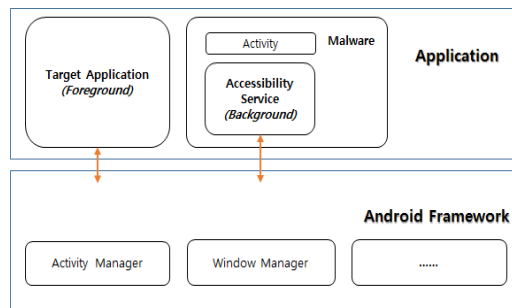 Target Application
(Foreground)
Activity
Malware
Accessibility
Service
(Background)
Application
Android Framework
Activity Manager
Window Manager
......